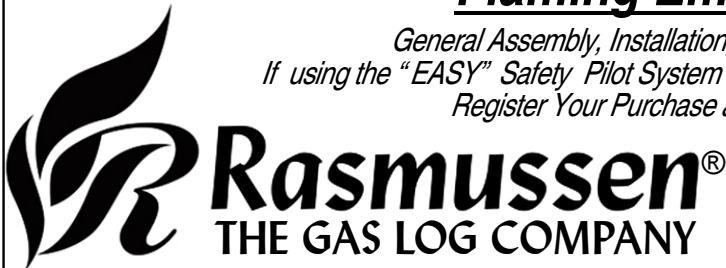 General Assembly, Installation
If using the “EASY” Safety Pilot System
Register Your Purchase
R Rasmussen®
THE GAS LOG COMPANY